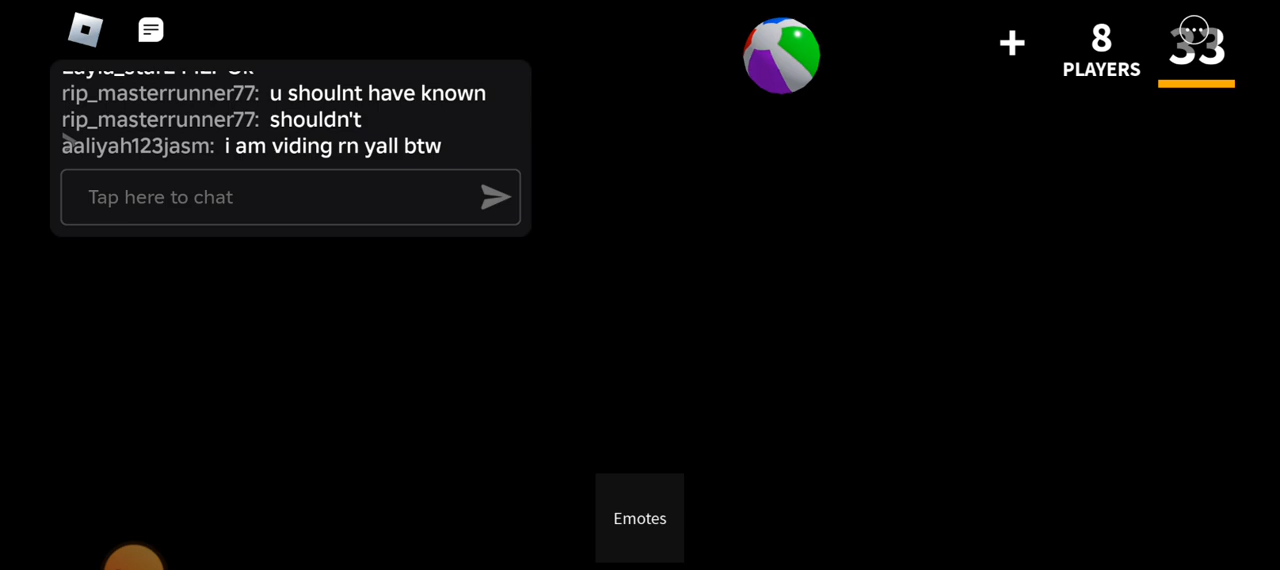 rip_masterrunner77: u shoulnt have known
rip_masterrunner77: shouldn't
aaliyah123jasm: i am viding rn yall btw
Tap here to chat
+
8
PLAYERS
33
Emotes